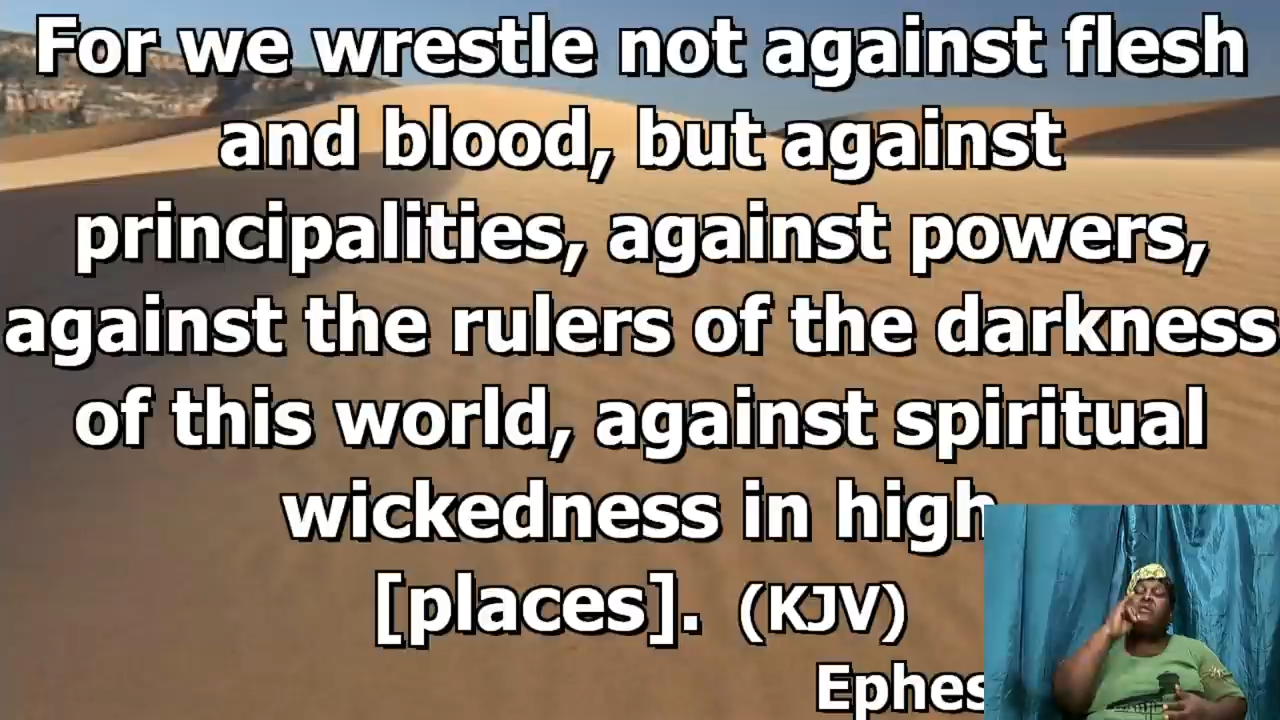 For we wrestle not against flesh
and blood, but against
principalities, against powers,
against the rulers of the darkness
of this world, against spiritual
wickedness in high
[places]. (KJV)
Ephes